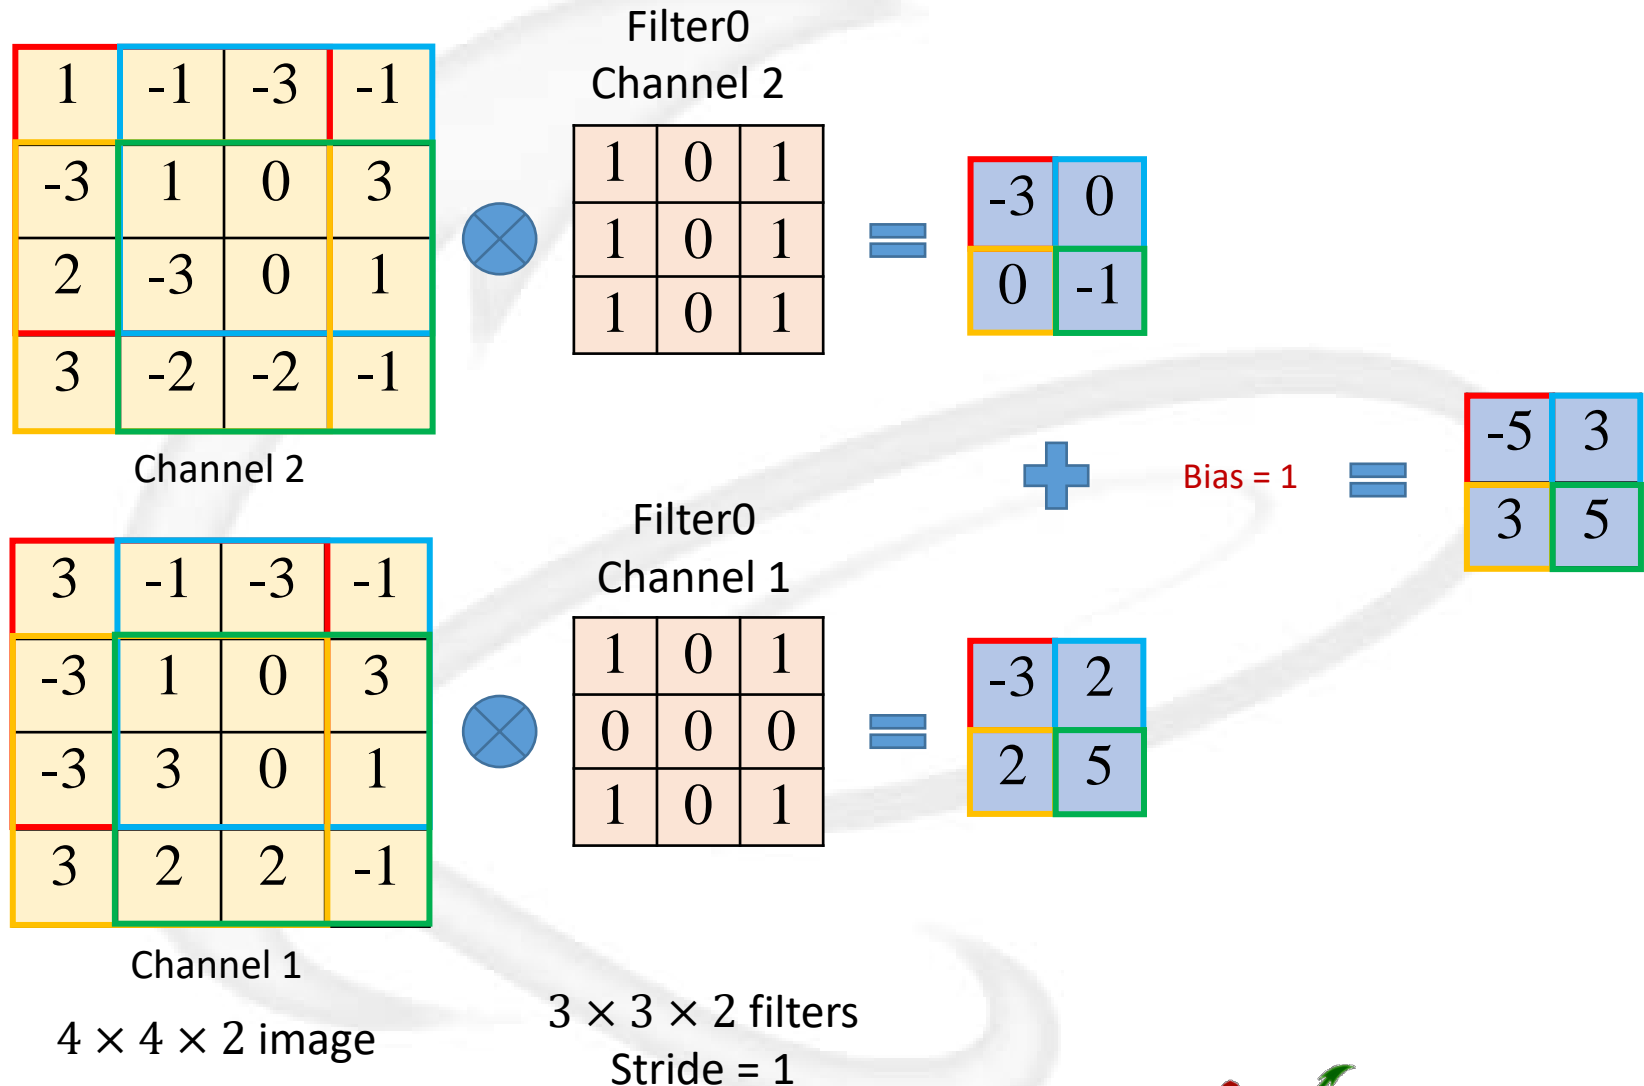 Filter0
Channel 2
1 -1 -3 -1
-3 1 0 3
2 -3 0 1
3 -2 -2 -1
Channel 2
1 0 1
1 0 1
1 0 1
-3 0
0 -1
Bias = 1
-5 3
3 5
Filter0
Channel 1
3 -1 -3 -1
-3 1 0 3
-3 3 0 1
3 2 2 -1
Channel 1
1 0 1
0 0 0
1 0 1
-3 2
2 5
4 × 4 × 2 image
3 × 3 × 2 filters
Stride = 1